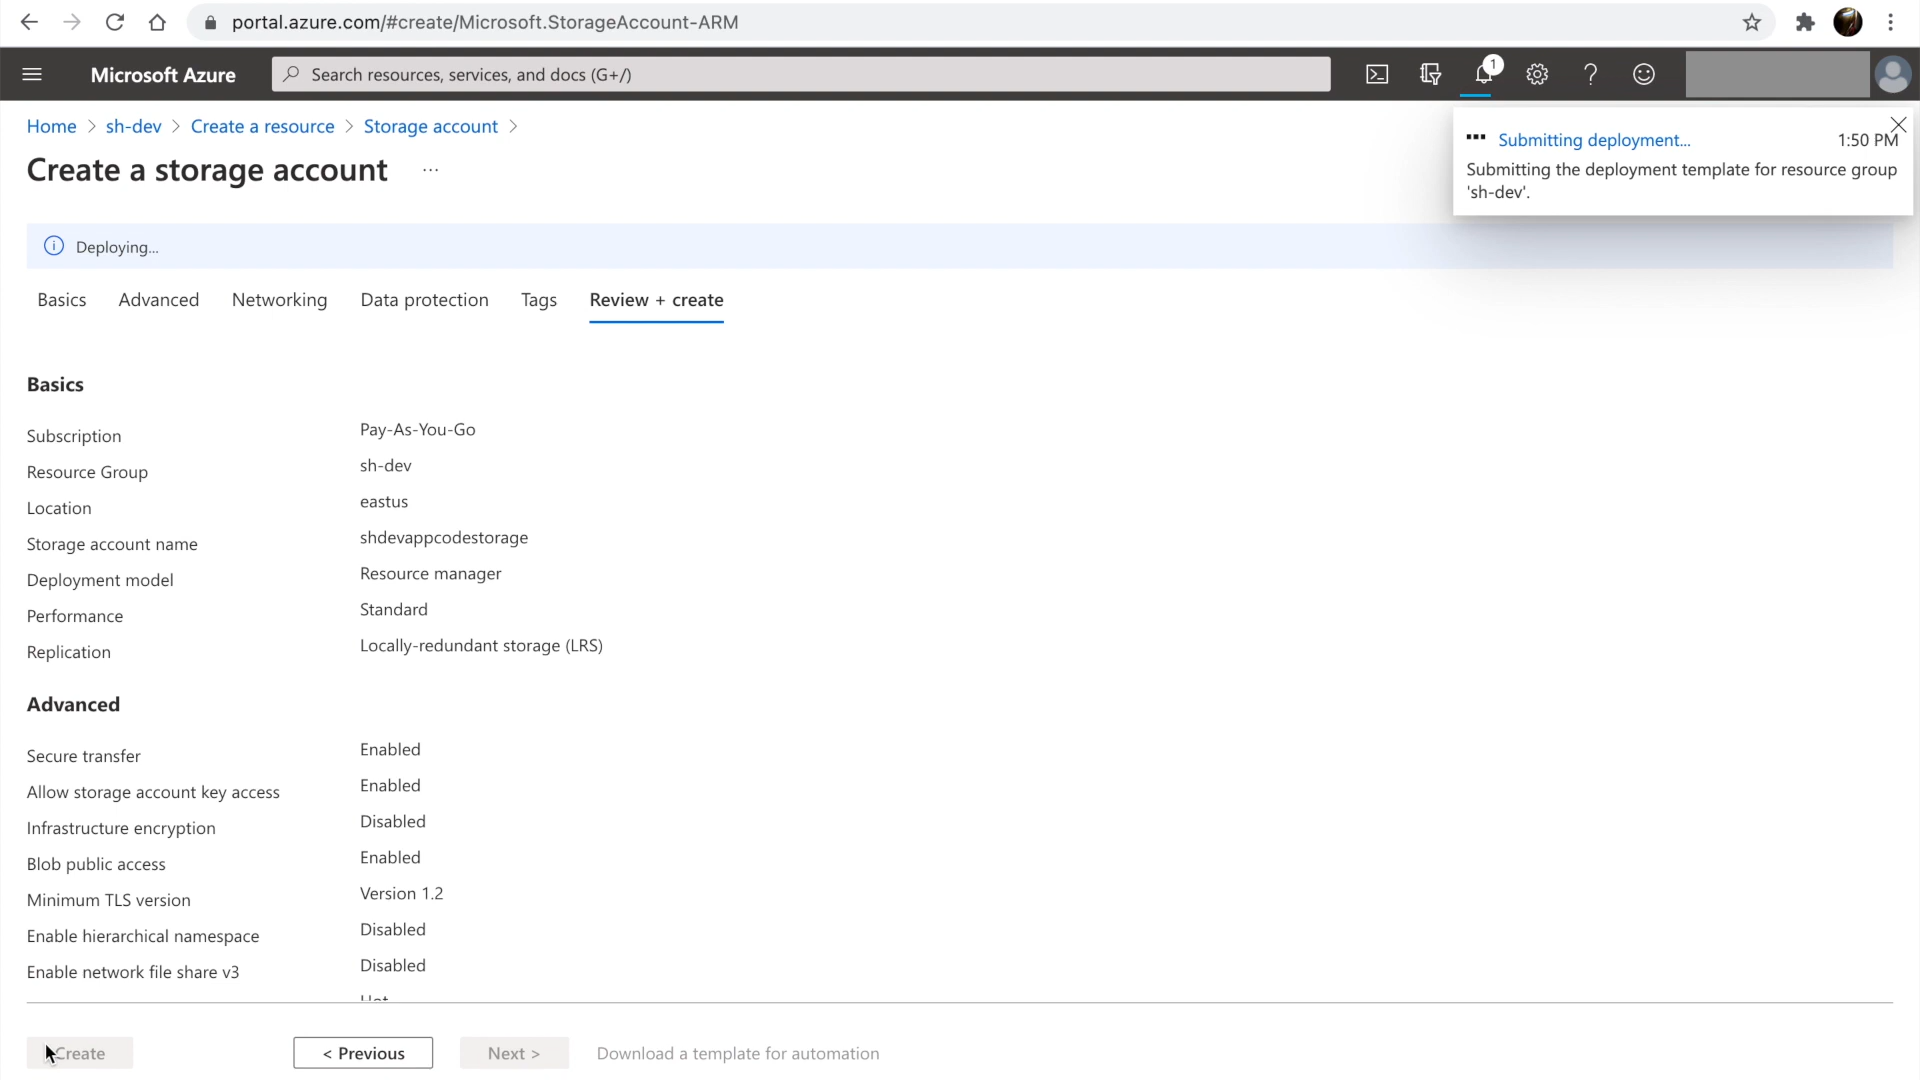 portal.azure.com/#create/Microsoft.StorageAccount-ARM
Microsoft Azure
Search resources, services, and docs (G+/)
1
Home > sh-dev > Create a resource > Storage account >
Create a storage account ...
Submitting deployment... 1:50 PM
Submitting the deployment template for resource group
'sh-dev'.
Deploying...
Basics Advanced Networking Data protection Tags Review + create
Basics
Subscription Pay-As-You-Go
Resource Group sh-dev
Location eastus
Storage account name shdevappcodestorage
Deployment model Resource manager
Performance Standard
Replication Locally-redundant storage (LRS)
Advanced
Secure transfer Enabled
Allow storage account key access Enabled
Infrastructure encryption Disabled
Blob public access Enabled
Minimum TLS version Version 1.2
Enable hierarchical namespace Disabled
Enable network file share v3 Disabled
Hot
Create < Previous Next > Download a template for automation